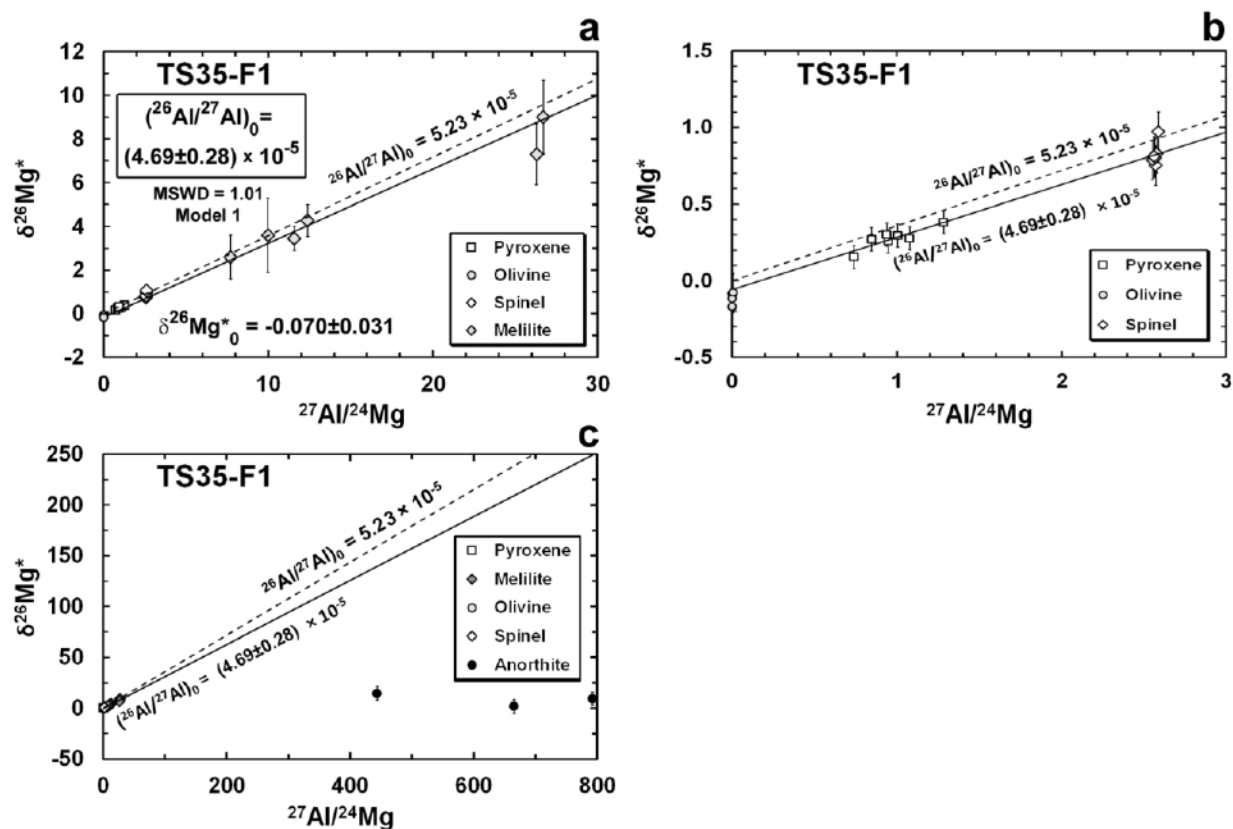 a
TS35-F1
(²⁶Al/²⁷Al)₀=
(4.69±0.28) × 10⁻⁵
MSWD = 1.01
Model 1
²⁶Al/²⁷Al)₀ = 5.23 × 10⁻⁵
δ²⁶Mg*₀ = -0.070±0.031
Pyroxene
Olivine
Spinel
Melilite
12
10
8
6
4
2
0
-2
δ²⁶Mg*
0 10 20 30
²⁷Al/²⁴Mg
b
TS35-F1
²⁶Al/²⁷Al)₀ = 5.23 × 10⁻⁵
(²⁶Al/²⁷Al)₀ = (4.69±0.28) × 10⁻⁵
Pyroxene
Olivine
Spinel
1.5
1.0
0.5
0.0
-0.5
δ²⁶Mg*
0 1 2 3
²⁷Al/²⁴Mg
c
TS35-F1
²⁶Al/²⁷Al)₀ = 5.23 × 10⁻⁵
(²⁶Al/²⁷Al)₀ = (4.69±0.28) × 10⁻⁵
Pyroxene
Melilite
Olivine
Spinel
Anorthite
250
200
150
100
50
0
-50
δ²⁶Mg*
0 200 400 600 800
²⁷Al/²⁴Mg